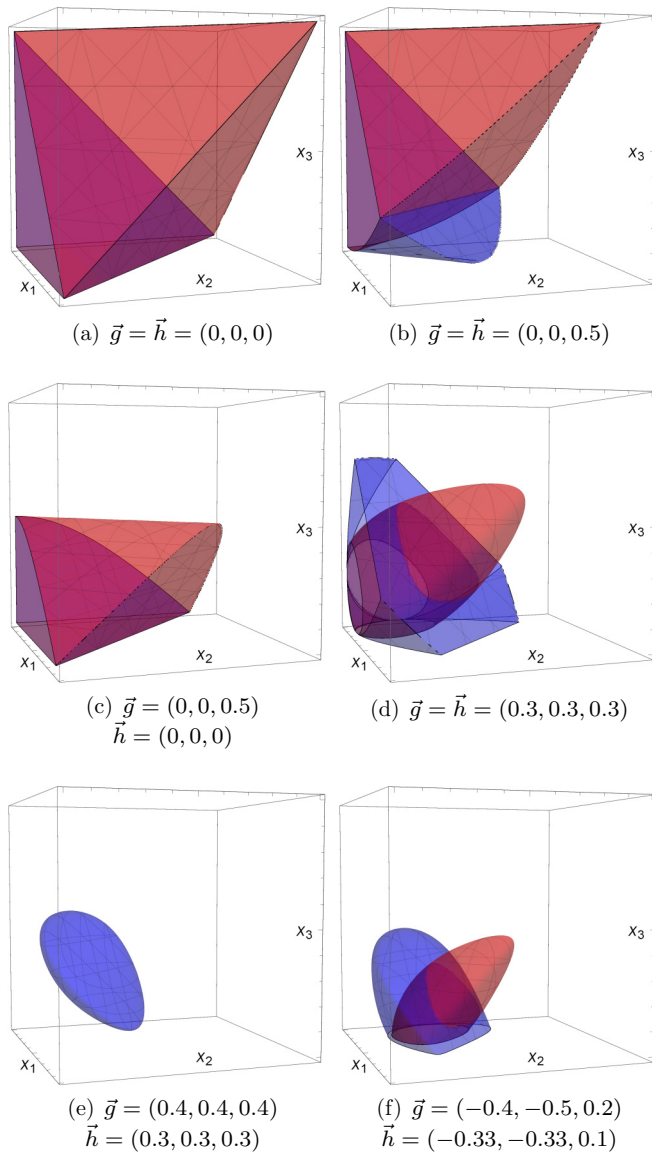 x₃
x₁
x₂
(a) g⃗ = h⃗ = (0, 0, 0)
x₃
x₁
x₂
(b) g⃗ = h⃗ = (0, 0, 0.5)
x₃
x₁
x₂
(c) g⃗ = (0, 0, 0.5)
h⃗ = (0, 0, 0)
x₃
x₁
x₂
(d) g⃗ = h⃗ = (0.3, 0.3, 0.3)
x₃
x₁
x₂
(e) g⃗ = (0.4, 0.4, 0.4)
h⃗ = (0.3, 0.3, 0.3)
x₃
x₁
x₂
(f) g⃗ = (−0.4, −0.5, 0.2)
h⃗ = (−0.33, −0.33, 0.1)